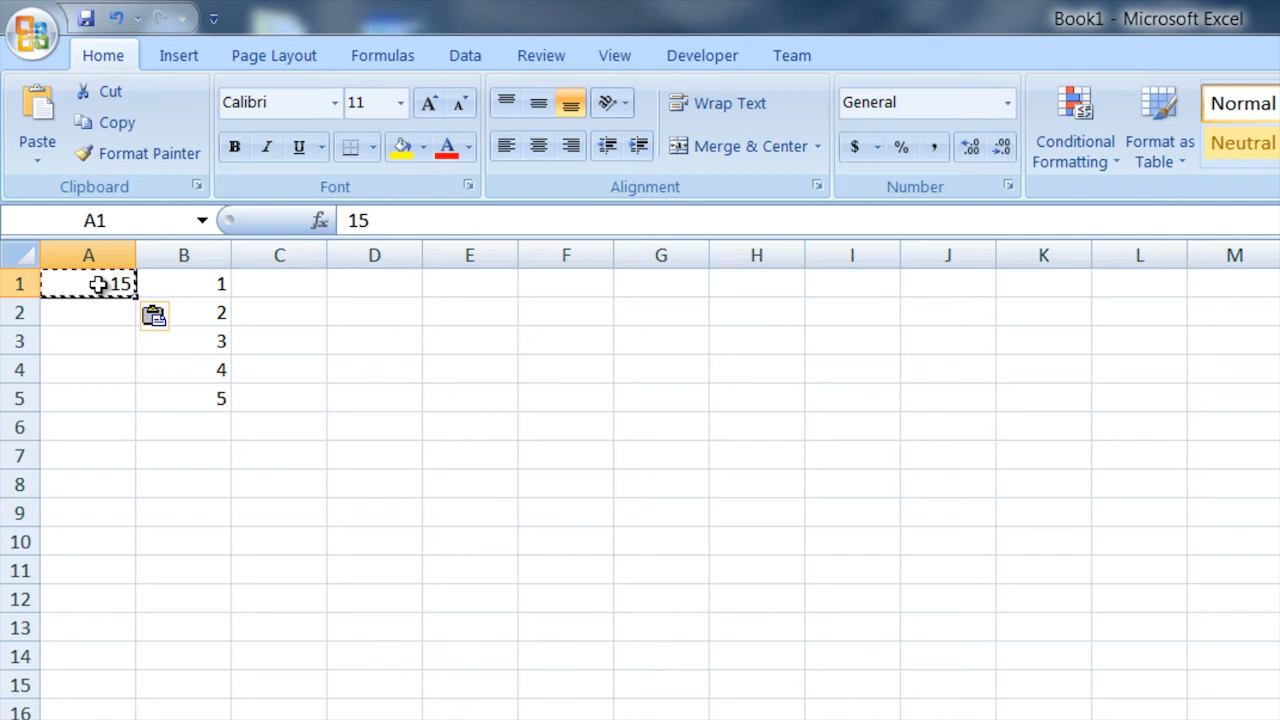 Book1 - Microsoft Excel
Home Insert Page Layout Formulas Data Review View Developer Team
Paste
Cut
Copy
Format Painter
Clipboard
Calibri 11
B I U A
Font
Wrap Text
Merge & Center
Alignment
General
$ % ,
Number
Conditional Formatting
Format as Table
Normal
Neutral
A1 fx 15
A B C D E F G H I J K L M
1 15 1
2 2
3 3
4 4
5 5
6
7
8
9
10
11
12
13
14
15
16